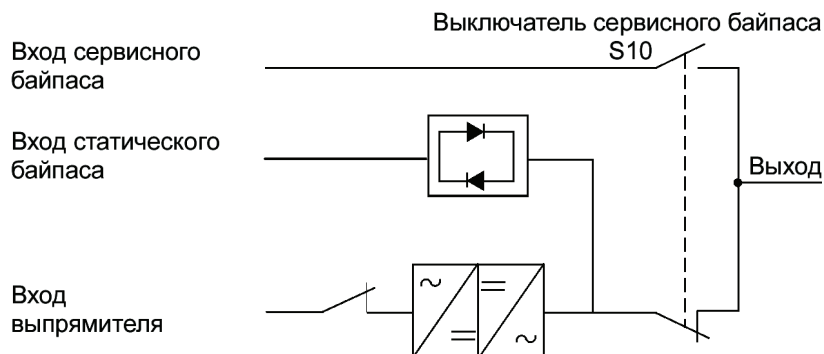 Выключатель сервисного байпаса
S10
Вход сервисного
байпаса
Вход статического
байпаса
Выход
Вход
выпрямителя